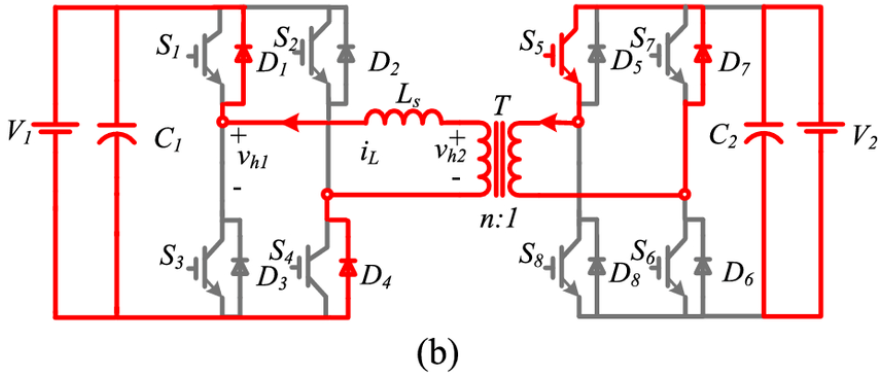 S1 D1 S2 D2 Ls T S5 D5 S7 D7
V1 C1 + vh1 - iL + vh2 - n:1 C2 V2
S3 D3 S4 D4 S8 D8 S6 D6
(b)